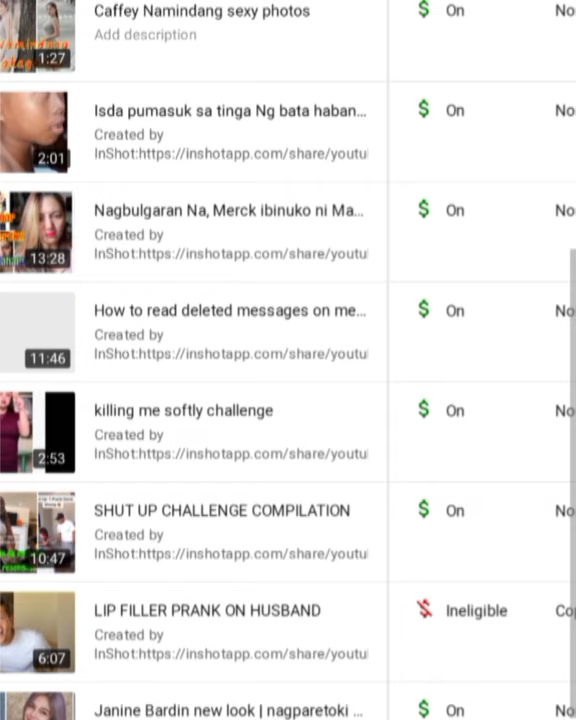 Caffey Namindang sexy photos
$ On
No
Add description
1:27
Isda pumasuk sa tinga Ng bata haban...
$ On
No
Created by
InShot:https://inshotapp.com/share/youtu
2:01
Nagbulgaran Na, Merck ibinuko ni Ma...
$ On
No
Created by
InShot:https://inshotapp.com/share/youtu
13:28
How to read deleted messages on me...
$ On
No
Created by
InShot:https://inshotapp.com/share/youtu
11:46
killing me softly challenge
$ On
No
Created by
InShot:https://inshotapp.com/share/youtu
2:53
SHUT UP CHALLENGE COMPILATION
$ On
No
Created by
InShot:https://inshotapp.com/share/youtu
10:47
LIP FILLER PRANK ON HUSBAND
Ineligible
Co
Created by
InShot:https://inshotapp.com/share/youtu
6:07
Janine Bardin new look | nagparetoki ...
$ On
No